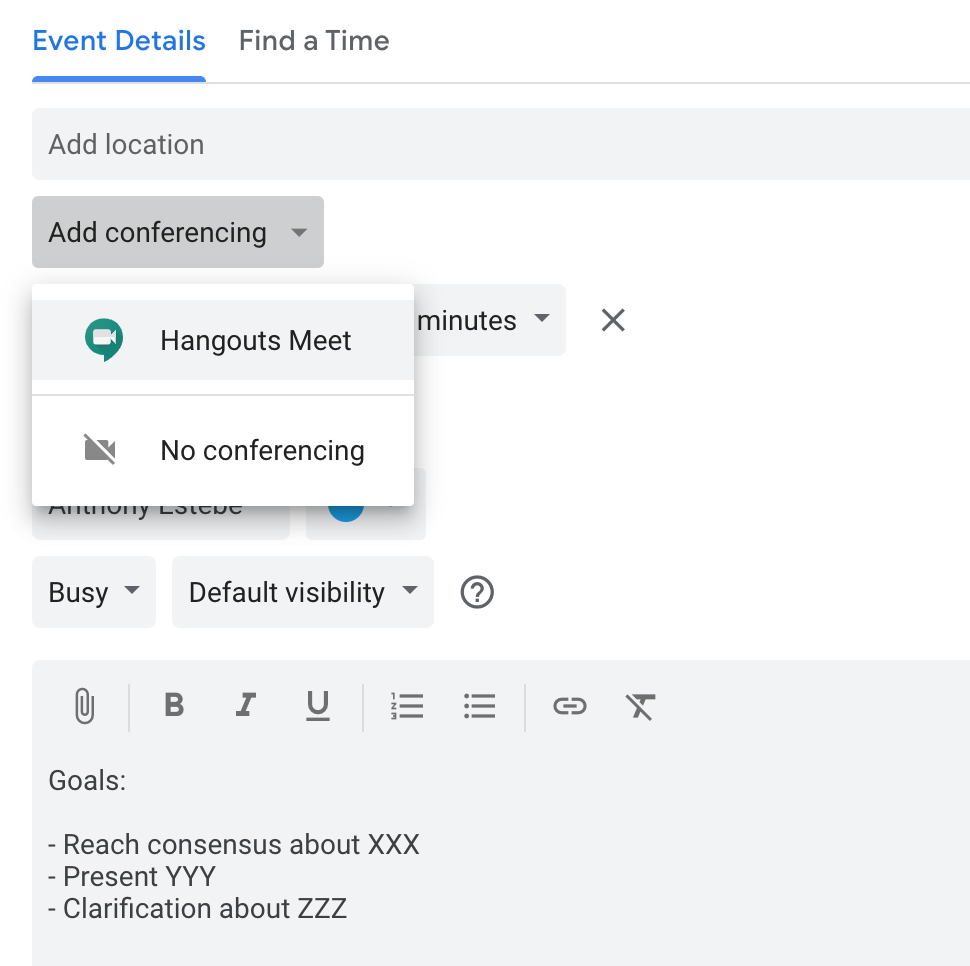 Event Details Find a Time
Add location
Add conferencing
Hangouts Meet
minutes
No conferencing
Anthony Estebe
Busy Default visibility
B I U
Goals:
- Reach consensus about XXX
- Present YYY
- Clarification about ZZZ